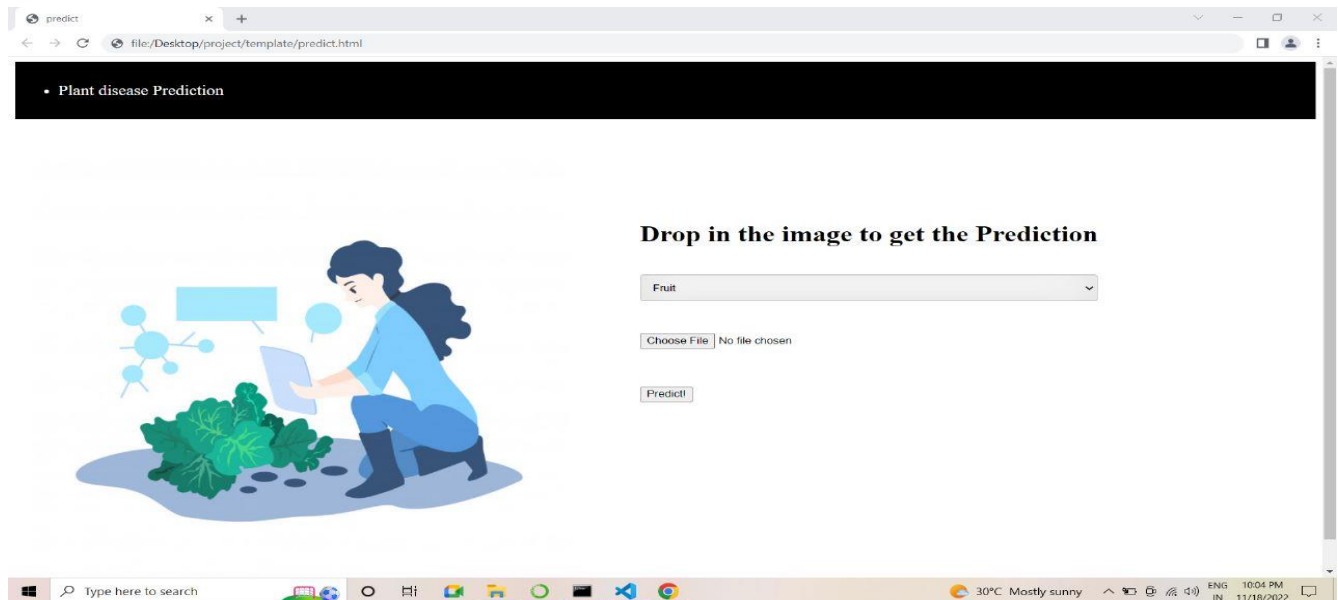 predict
file:/Desktop/project/template/predict.html
• Plant disease Prediction
Drop in the image to get the Prediction
Fruit
Choose File No file chosen
Predict!
Type here to search
30°C Mostly sunny
ENG
IN
10:04 PM
11/18/2022